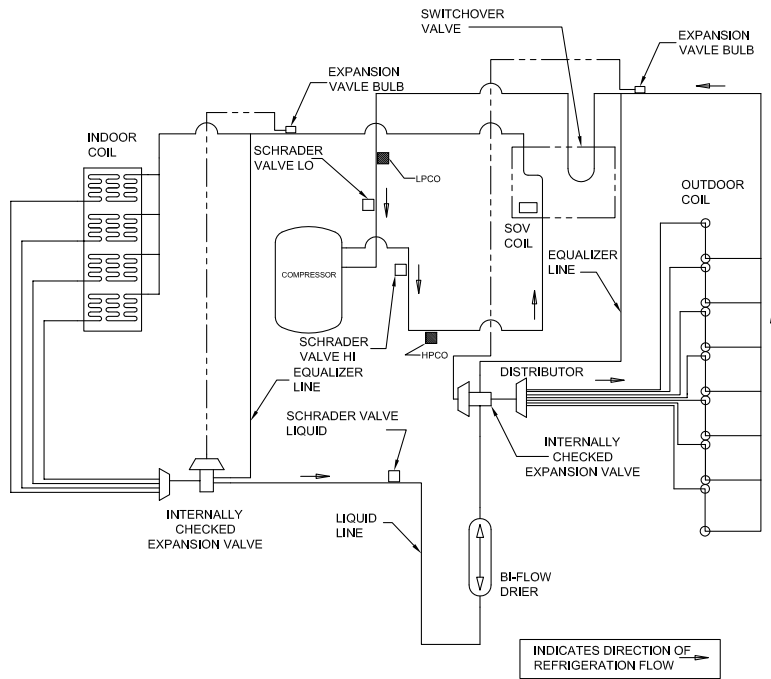 SWITCHOVER
VALVE
EXPANSION
VAVLE BULB
EXPANSION
VAVLE BULB
INDOOR
COIL
SCHRADER
VALVE LO
LPCO
OUTDOOR
COIL
SOV
COIL
EQUALIZER
LINE
COMPRESSOR
SCHRADER
VALVE HI
HPCO
EQUALIZER
LINE
DISTRIBUTOR
SCHRADER VALVE
LIQUID
INTERNALLY
CHECKED
EXPANSION VALVE
INTERNALLY
CHECKED
EXPANSION VALVE
LIQUID
LINE
BI-FLOW
DRIER
INDICATES DIRECTION OF
REFRIGERATION FLOW